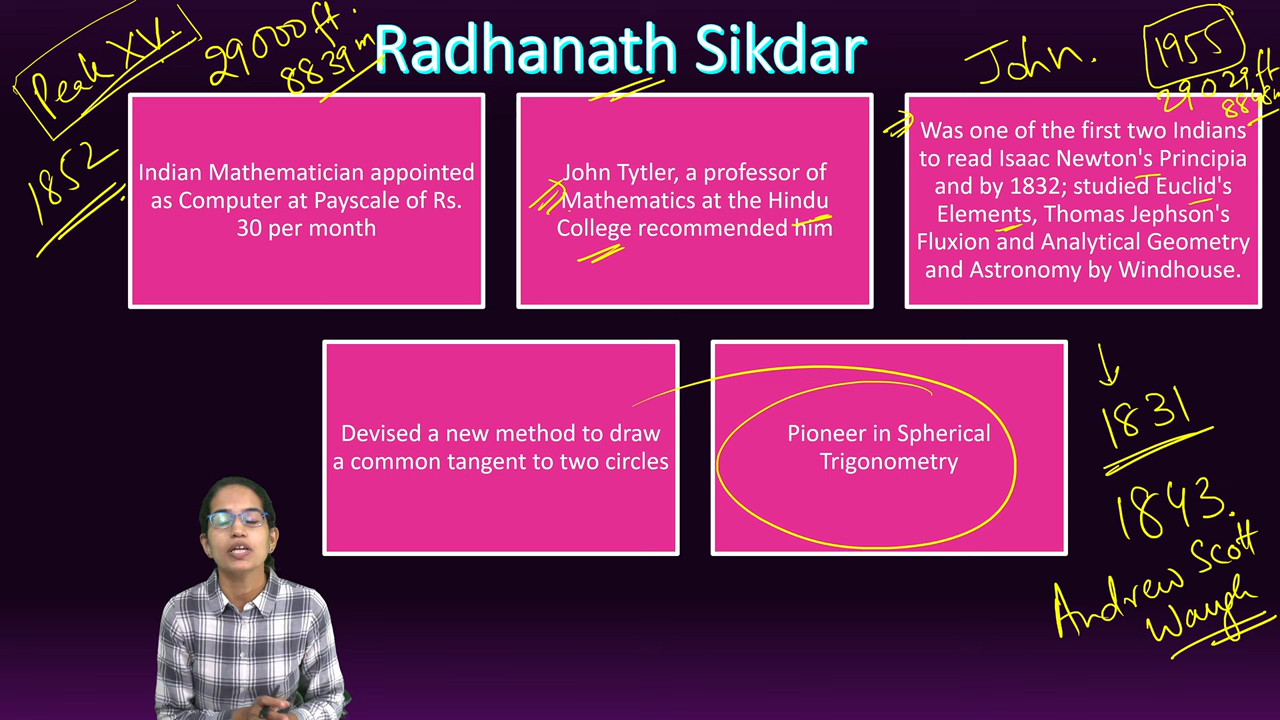 Peak XV.
29000 ft.
8839 m
1852
Radhanath Sikdar
John.
1955
29029 ft
8848 m
Indian Mathematician appointed
as Computer at Payscale of Rs.
30 per month
John Tytler, a professor of
Mathematics at the Hindu
College recommended him
Was one of the first two Indians
to read Isaac Newton's Principia
and by 1832; studied Euclid's
Elements, Thomas Jephson's
Fluxion and Analytical Geometry
and Astronomy by Windhouse.
Devised a new method to draw
a common tangent to two circles
Pioneer in Spherical
Trigonometry
1831
1843.
Andrew Scott
Waugh